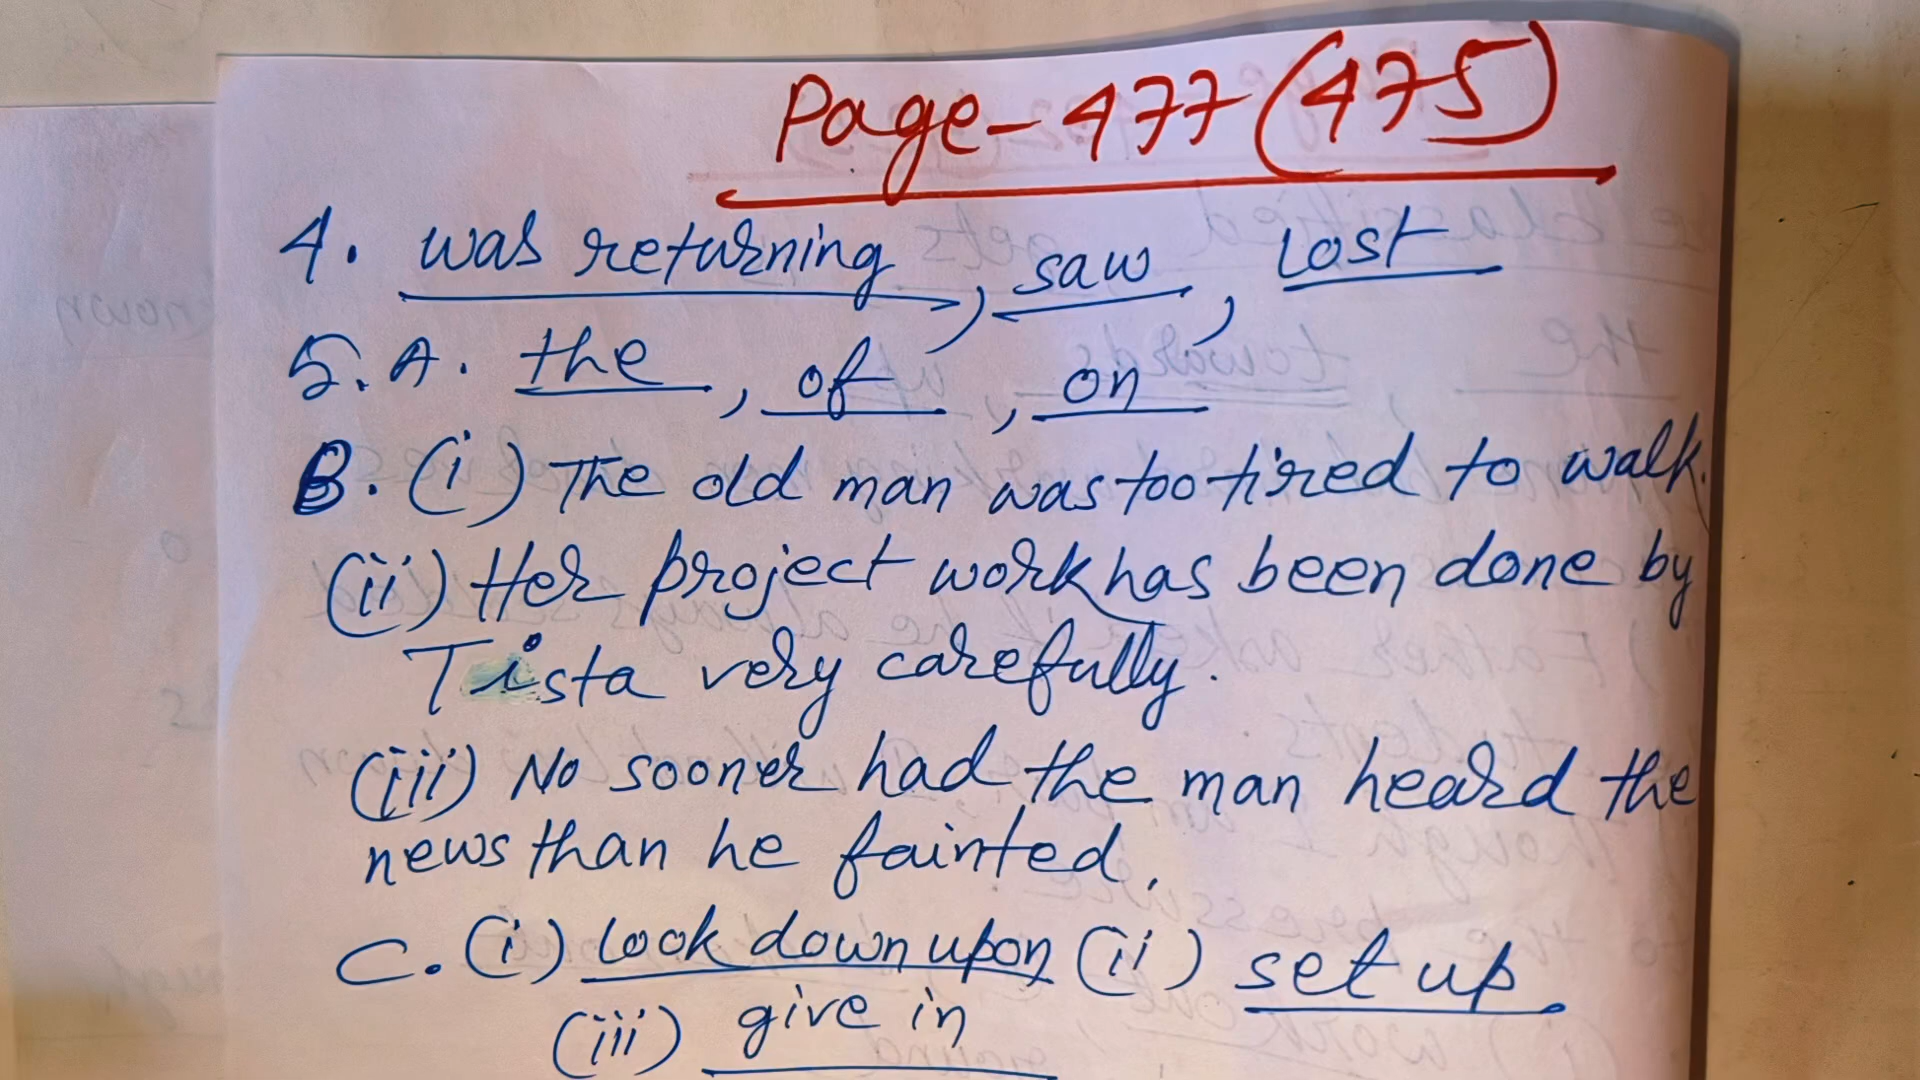 Page-477 (475)
4. was returning, saw, Lost
5. A. the, of, on
B. (i) The old man was too tired to walk.
(ii) Her project work has been done by
Tista very carefully.
(iii) No sooner had the man heard the
news than he fainted.
C. (i) look down upon (ii) set up.
(iii) give in